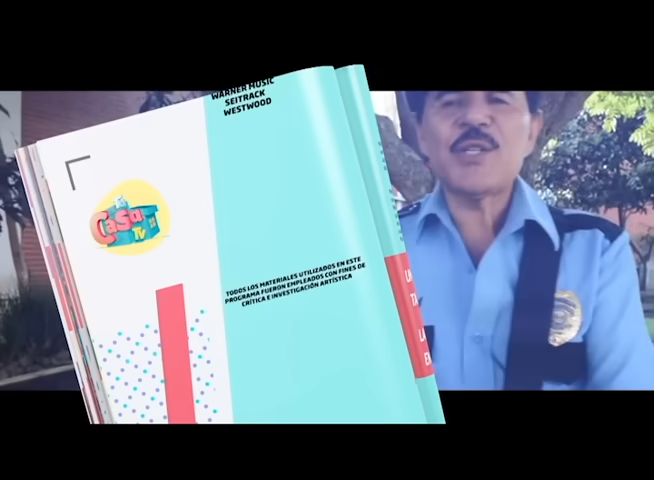 WARNER MUSIC
SEITRACK
WESTWOOD
CaSa
TV
TODOS LOS MATERIALES UTILIZADOS EN ESTE
PROGRAMA FUERON EMPLEADOS CON FINES DE
CRÍTICA E INVESTIGACIÓN ARTÍSTICA